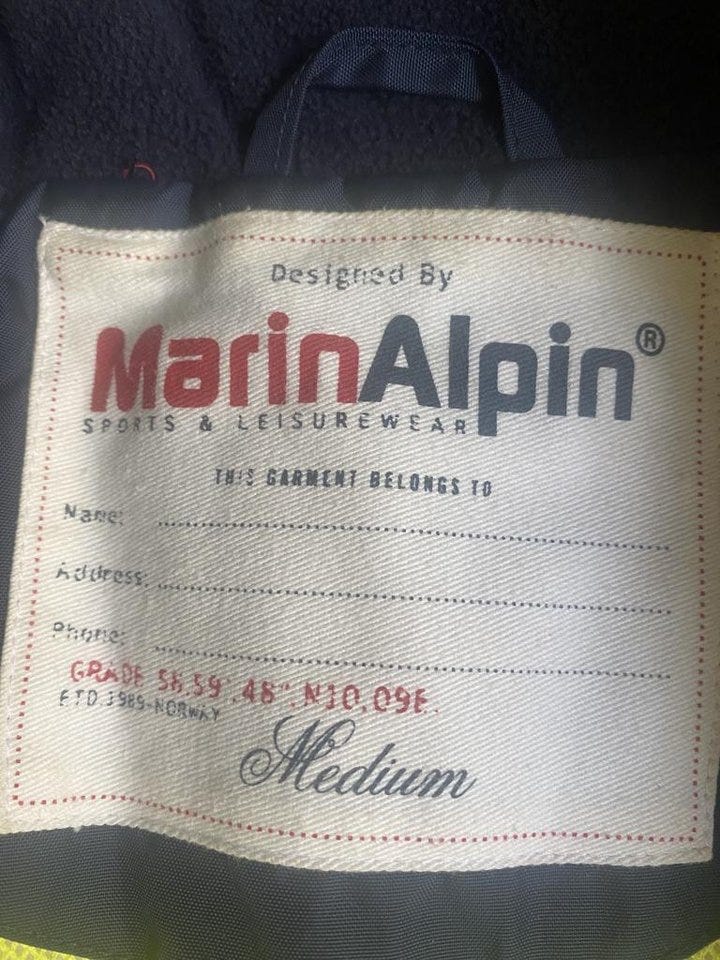 Designed By
MarinAlpin®
SPORTS & LEISUREWEAR
THIS GARMENT BELONGS TO
Name:
Address:
Phone:
GRADE 58.59'.48".N10.09E.
ETD.1989-NORWAY
Medium